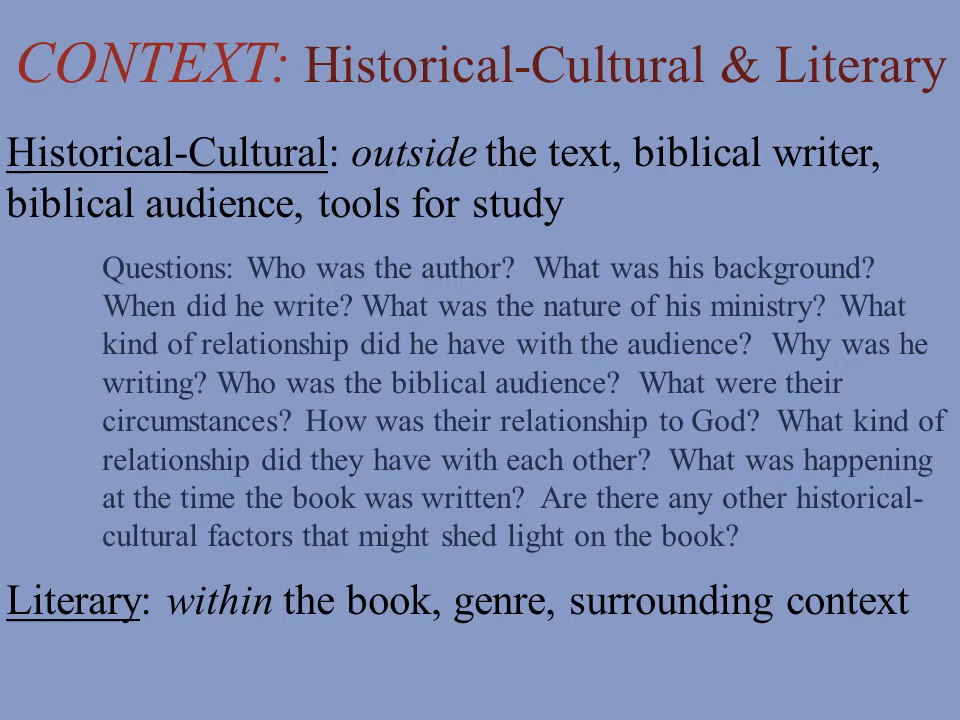 CONTEXT: Historical-Cultural & Literary
Historical-Cultural: outside the text, biblical writer,
biblical audience, tools for study
Questions: Who was the author?  What was his background?
When did he write? What was the nature of his ministry?  What
kind of relationship did he have with the audience?  Why was he
writing? Who was the biblical audience?  What were their
circumstances?  How was their relationship to God?  What kind of
relationship did they have with each other?  What was happening
at the time the book was written?  Are there any other historical-
cultural factors that might shed light on the book?
Literary: within the book, genre, surrounding context